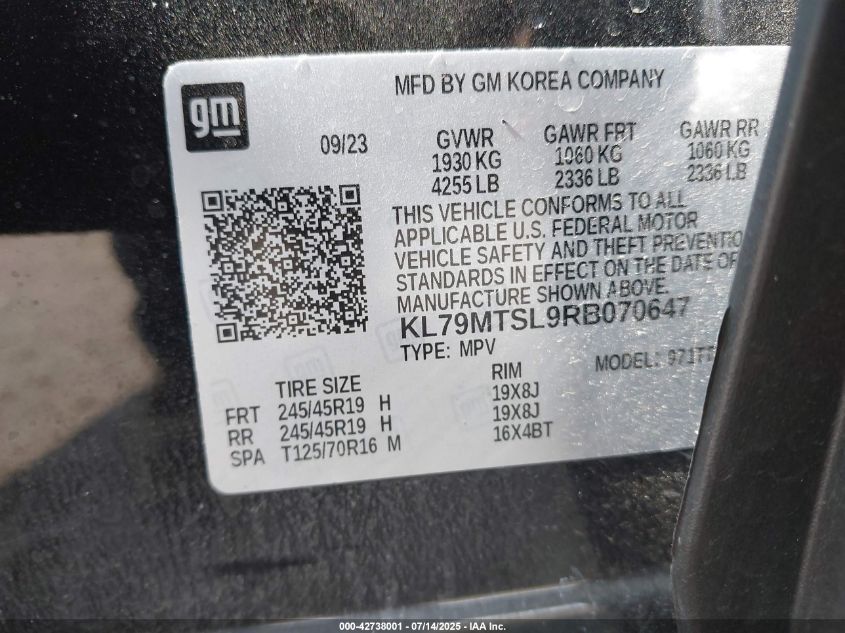 gm
MFD BY GM KOREA COMPANY
09/23
GVWR GAWR FRT GAWR RR
1930 KG 1060 KG 1060 KG
4255 LB 2336 LB 2336 LB
THIS VEHICLE CONFORMS TO ALL
APPLICABLE U.S. FEDERAL MOTOR
VEHICLE SAFETY AND THEFT PREVENTIO
STANDARDS IN EFFECT ON THE DATE OF
MANUFACTURE SHOWN ABOVE.
KL79MTSL9RB070647
TYPE: MPV MODEL:
TIRE SIZE RIM
FRT 245/45R19 H 19X8J
RR 245/45R19 H 19X8J
SPA T125/70R16 M 16X4BT
000-42738001 - 07/14/2025 - IAA Inc.